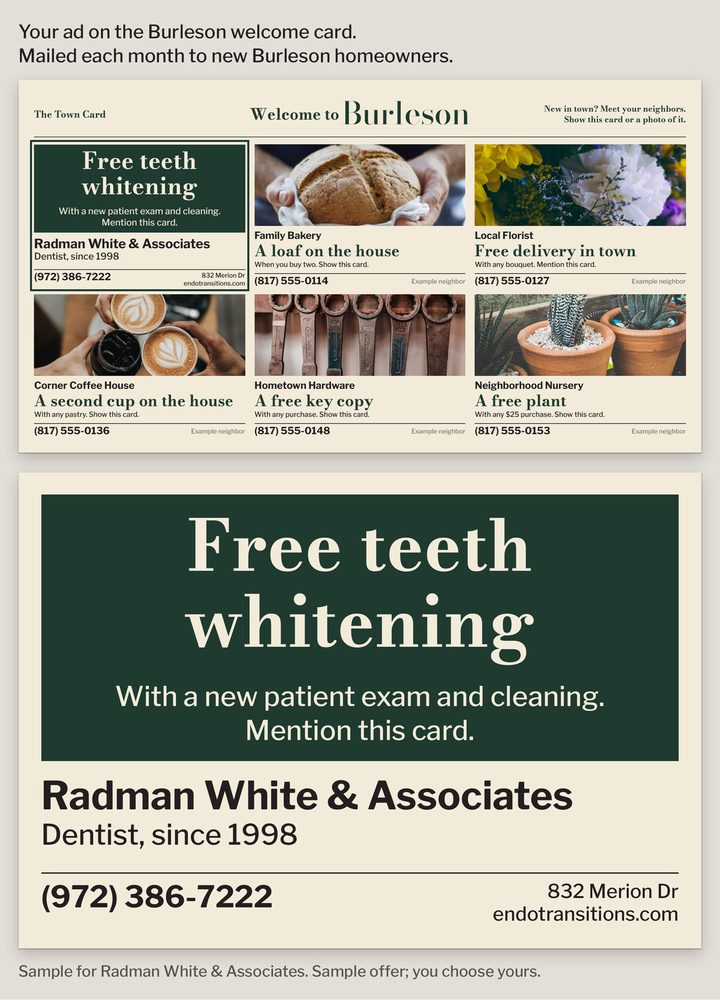 Your ad on the Burleson welcome card.
Mailed each month to new Burleson homeowners.
The Town Card
Welcome to Burleson
New in town? Meet your neighbors.
Show this card or a photo of it.
Free teeth
whitening
With a new patient exam and cleaning.
Mention this card.
Radman White & Associates
Dentist, since 1998
(972) 386-7222
832 Merion Dr
endotransitions.com
Family Bakery
A loaf on the house
When you buy two. Show this card.
(817) 555-0114
Example neighbor
Local Florist
Free delivery in town
With any bouquet. Mention this card.
(817) 555-0127
Example neighbor
Corner Coffee House
A second cup on the house
With any pastry. Show this card.
(817) 555-0136
Example neighbor
Hometown Hardware
A free key copy
With any purchase. Show this card.
(817) 555-0148
Example neighbor
Neighborhood Nursery
A free plant
With any $25 purchase. Show this card.
(817) 555-0153
Example neighbor
Free teeth
whitening
With a new patient exam and cleaning.
Mention this card.
Radman White & Associates
Dentist, since 1998
(972) 386-7222
832 Merion Dr
endotransitions.com
Sample for Radman White & Associates. Sample offer; you choose yours.